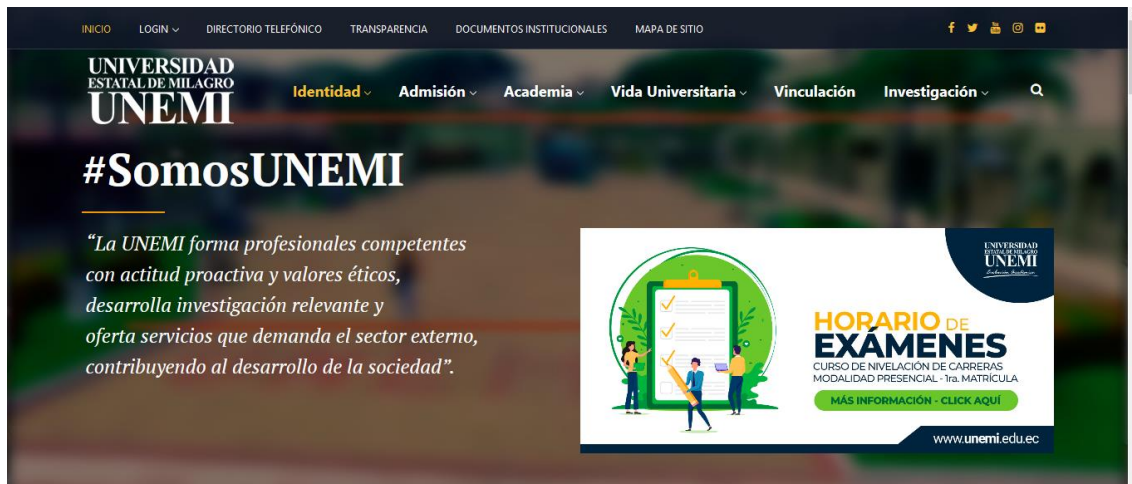 INICIO LOGIN DIRECTORIO TELEFÓNICO TRANSPARENCIA DOCUMENTOS INSTITUCIONALES MAPA DE SITIO
UNIVERSIDAD
ESTATAL DE MILAGRO
UNEMI
Identidad Admisión Academia Vida Universitaria Vinculación Investigación
#SomosUNEMI
“La UNEMI forma profesionales competentes
con actitud proactiva y valores éticos,
desarrolla investigación relevante y
oferta servicios que demanda el sector externo,
contribuyendo al desarrollo de la sociedad”.
UNIVERSIDAD
ESTATAL DE MILAGRO
UNEMI
HORARIO DE
EXÁMENES
CURSO DE NIVELACIÓN DE CARRERAS
MODALIDAD PRESENCIAL - 1ra. MATRÍCULA
MÁS INFORMACIÓN - CLICK AQUÍ
www.unemi.edu.ec